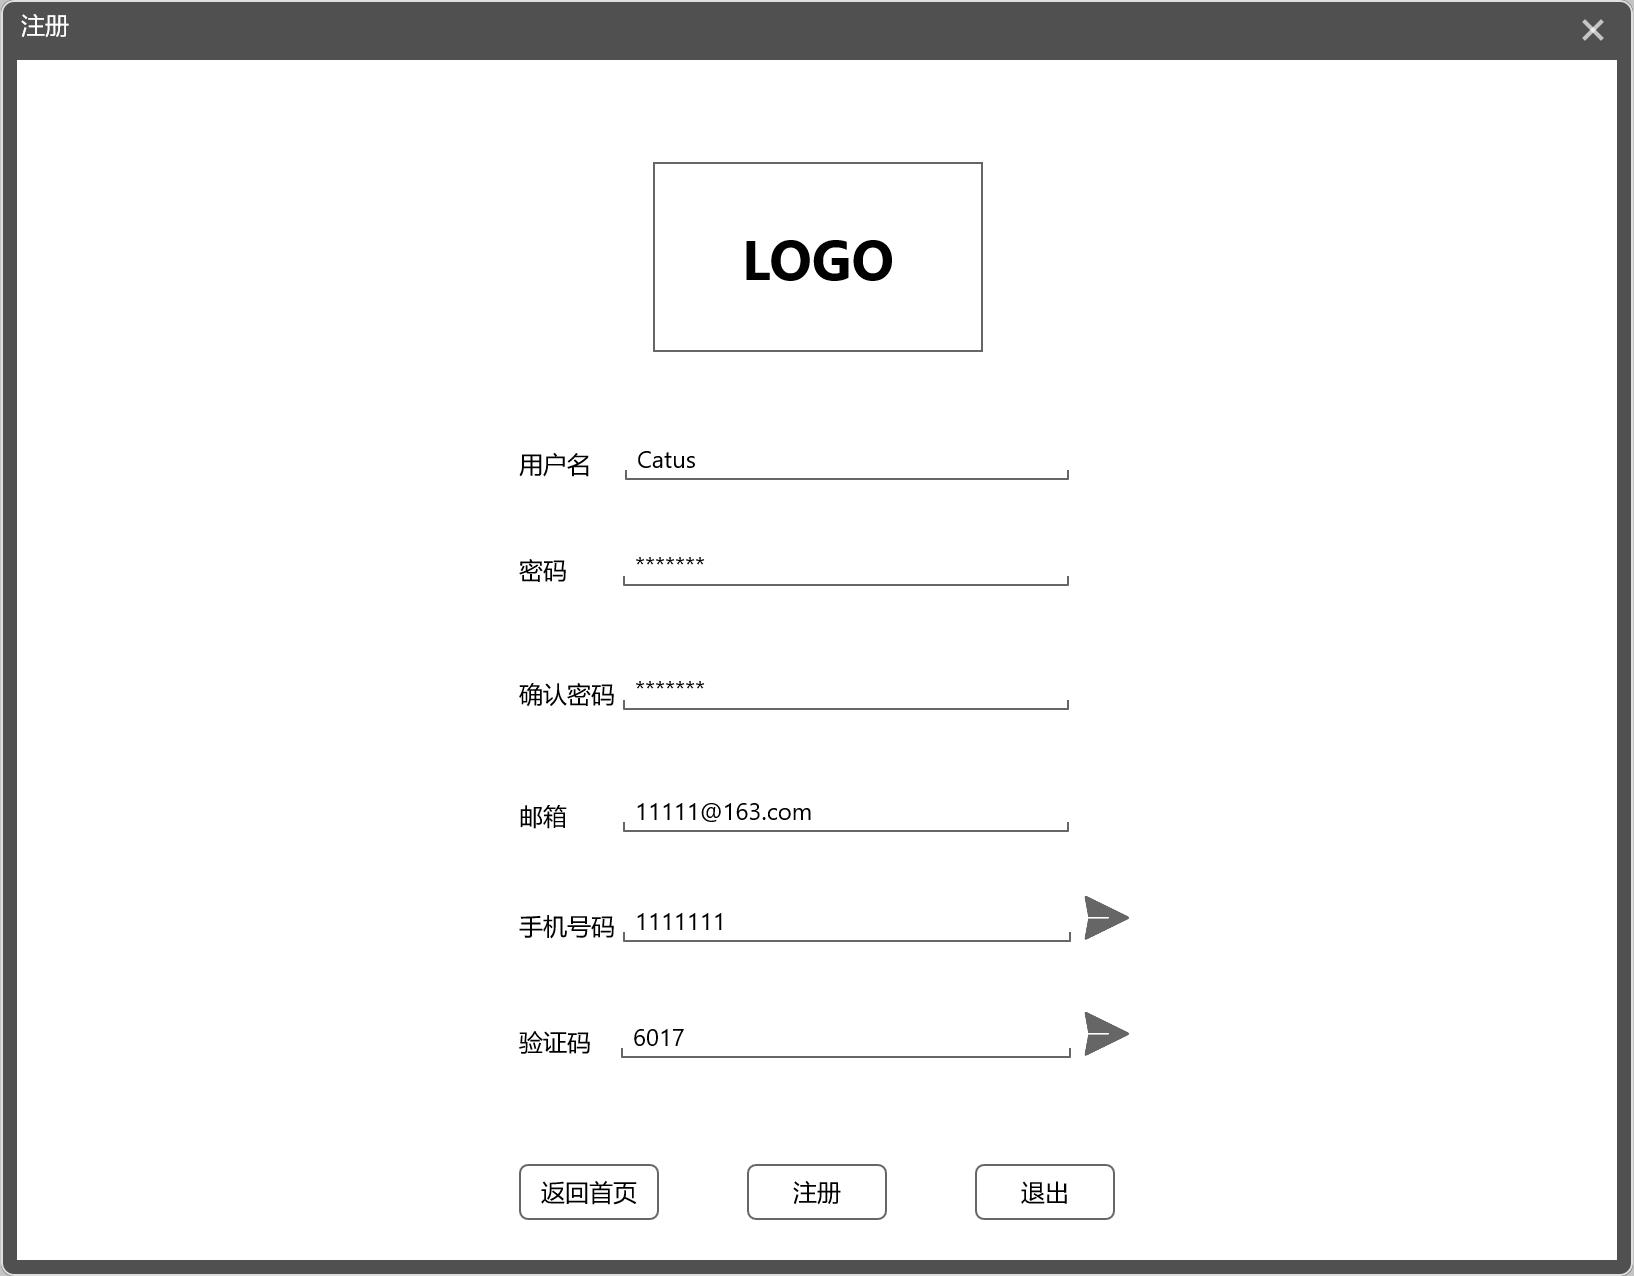 注册
LOGO
用户名 Catus
密码 *******
确认密码 *******
邮箱 11111@163.com
手机号码 1111111
验证码 6017
返回首页 注册 退出